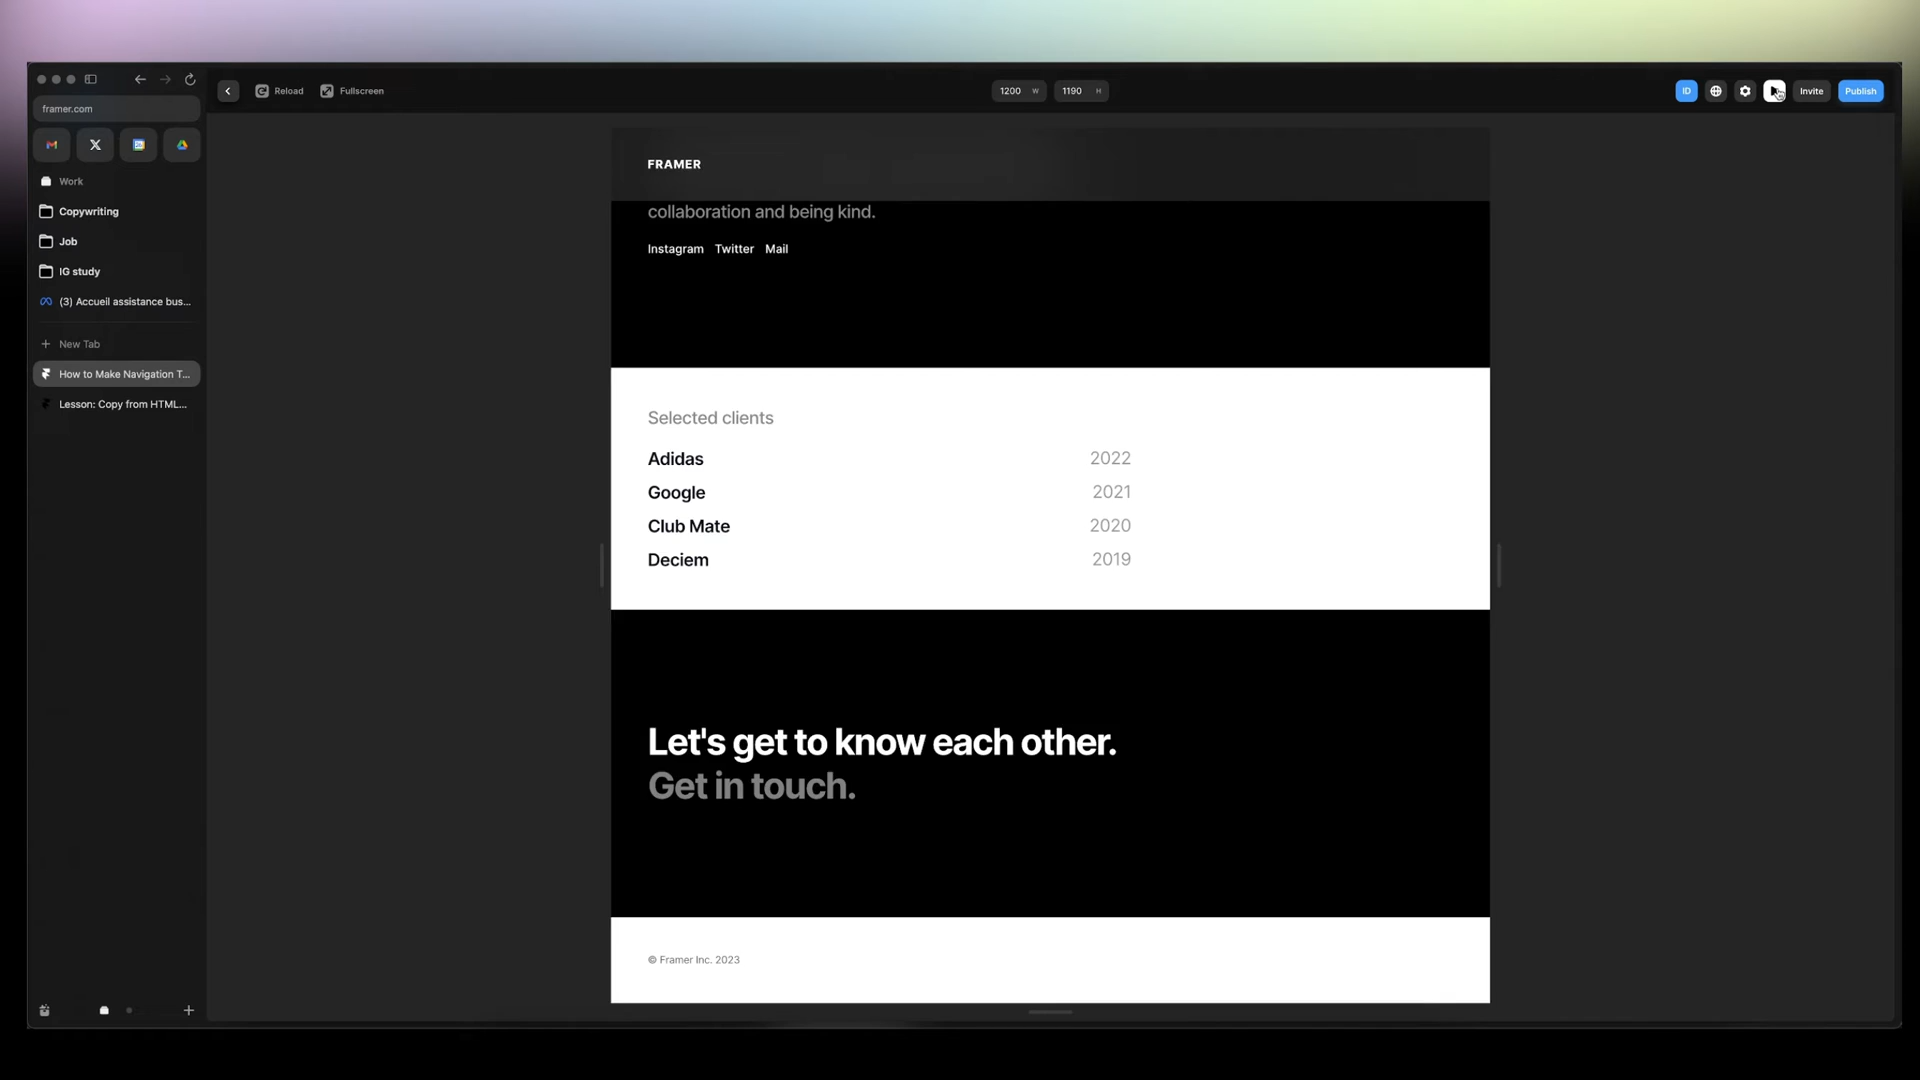 framer.com
Work
Copywriting
Job
IG study
(3) Accueil assistance bus...
New Tab
How to Make Navigation T...
Lesson: Copy from HTML...
Reload
Fullscreen
1200 W
1190 H
ID
Invite
Publish
FRAMER
collaboration and being kind.
Instagram Twitter Mail
Selected clients
Adidas 2022
Google 2021
Club Mate 2020
Deciem 2019
Let's get to know each other.
Get in touch.
© Framer Inc. 2023